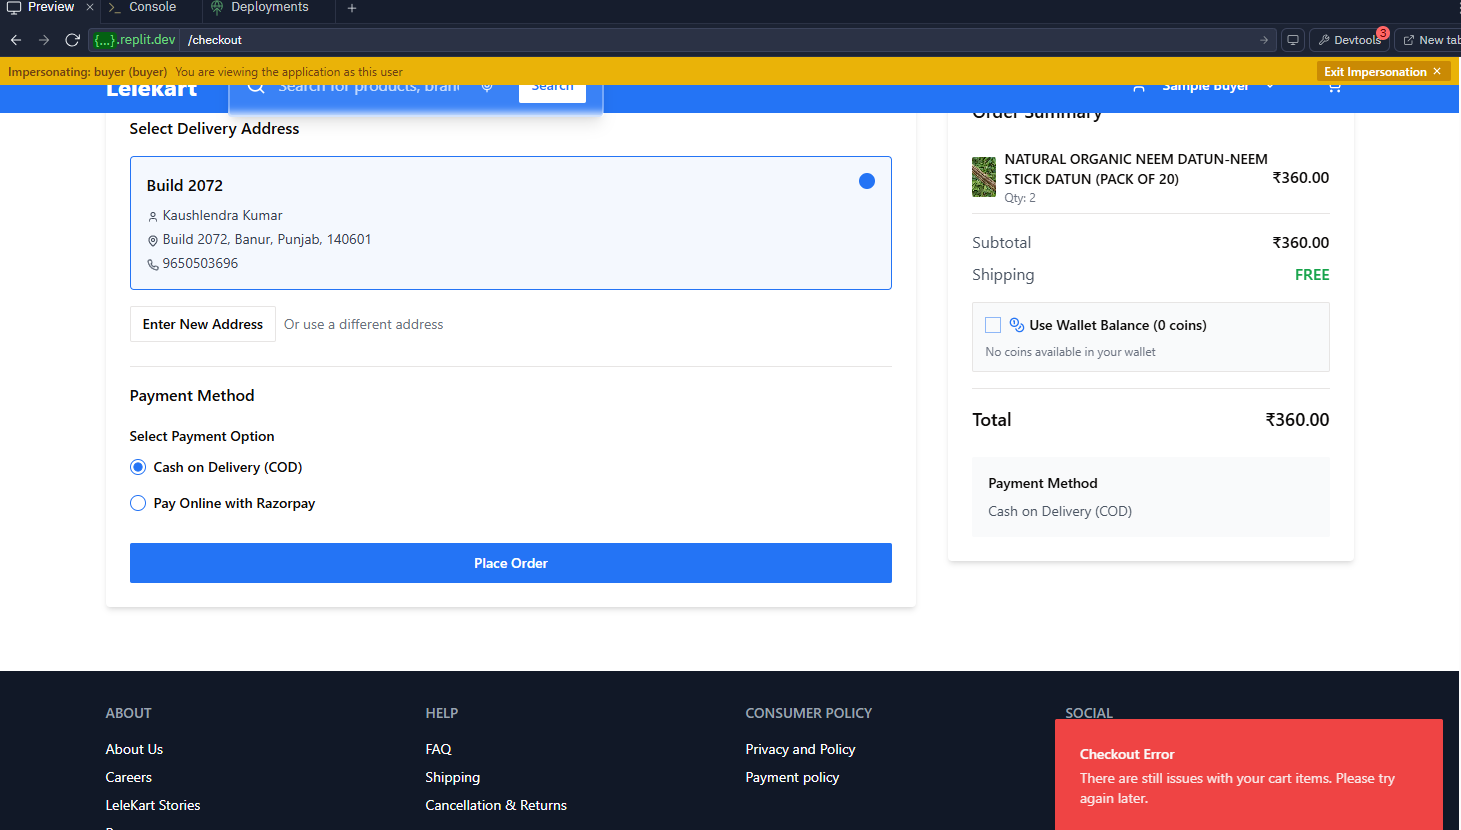 Preview
Console
Deployments
{...}.replit.dev /checkout
Devtools 3
New tab
Impersonating: buyer (buyer) You are viewing the application as this user
Exit Impersonation ×
Lelekart
Search for products, bran
Search
Sample Buyer
Select Delivery Address
Build 2072
Kaushlendra Kumar
Build 2072, Banur, Punjab, 140601
9650503696
Enter New Address Or use a different address
Payment Method
Select Payment Option
Cash on Delivery (COD)
Pay Online with Razorpay
Place Order
Order Summary
NATURAL ORGANIC NEEM DATUN-NEEM
STICK DATUN (PACK OF 20)
₹360.00
Qty: 2
Subtotal ₹360.00
Shipping FREE
Use Wallet Balance (0 coins)
No coins available in your wallet
Total ₹360.00
Payment Method
Cash on Delivery (COD)
ABOUT
About Us
Careers
LeleKart Stories
HELP
FAQ
Shipping
Cancellation & Returns
CONSUMER POLICY
Privacy and Policy
Payment policy
SOCIAL
Checkout Error
There are still issues with your cart items. Please try
again later.